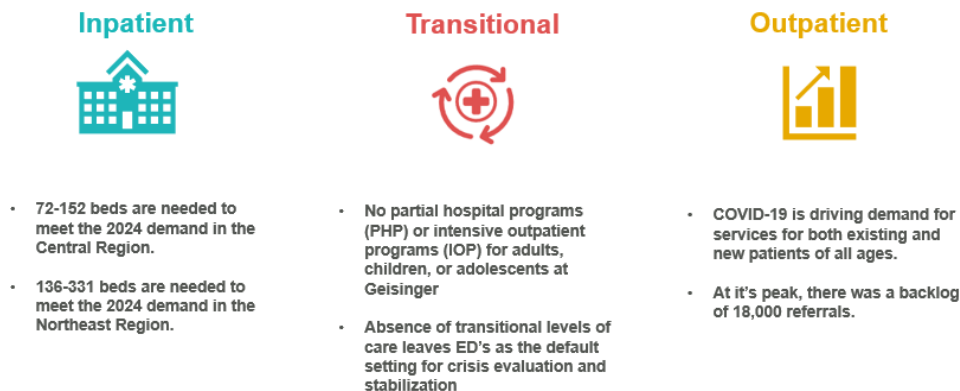 Inpatient
• 72-152 beds are needed to
meet the 2024 demand in the
Central Region.
• 136-331 beds are needed to
meet the 2024 demand in the
Northeast Region.
Transitional
• No partial hospital programs
(PHP) or intensive outpatient
programs (IOP) for adults,
children, or adolescents at
Geisinger
• Absence of transitional levels of
care leaves ED's as the default
setting for crisis evaluation and
stabilization
Outpatient
• COVID-19 is driving demand for
services for both existing and
new patients of all ages.
• At it's peak, there was a backlog
of 18,000 referrals.